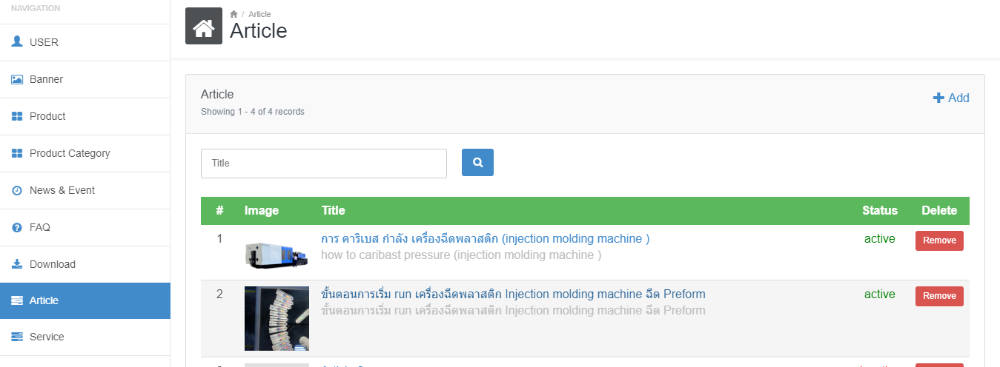 NAVIGATION
USER
Banner
Product
Product Category
News & Event
FAQ
Download
Article
Service
/ Article
Article
Article
Showing 1 - 4 of 4 records
Add
Title
# Image Title Status Delete
1 การ คาริเบส กำลัง เครื่องฉีดพลาสติก (injection molding machine ) active Remove
how to caribast pressure (injection molding machine )
2 ขั้นตอนการเริ่ม run เครื่องฉีดพลาสติก Injection molding machine ฉีด Preform active Remove
ขั้นตอนการเริ่ม run เครื่องฉีดพลาสติก Injection molding machine ฉีด Preform